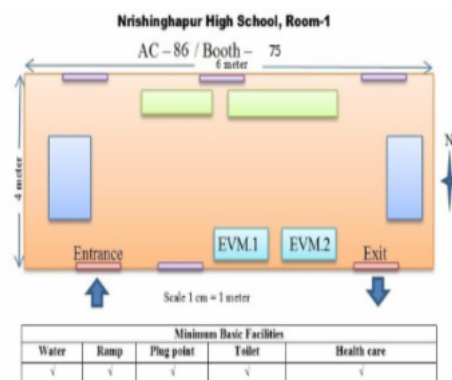 Nrishinghapur High School, Room-1
AC – 86 / Booth – 75
6 meter
4 meter
N
EVM.1 EVM.2
Entrance Exit
Scale 1 cm = 1 meter
Minimum Basic Facilities
Water Ramp Plug point Toilet Health care
√ √ √ √ √